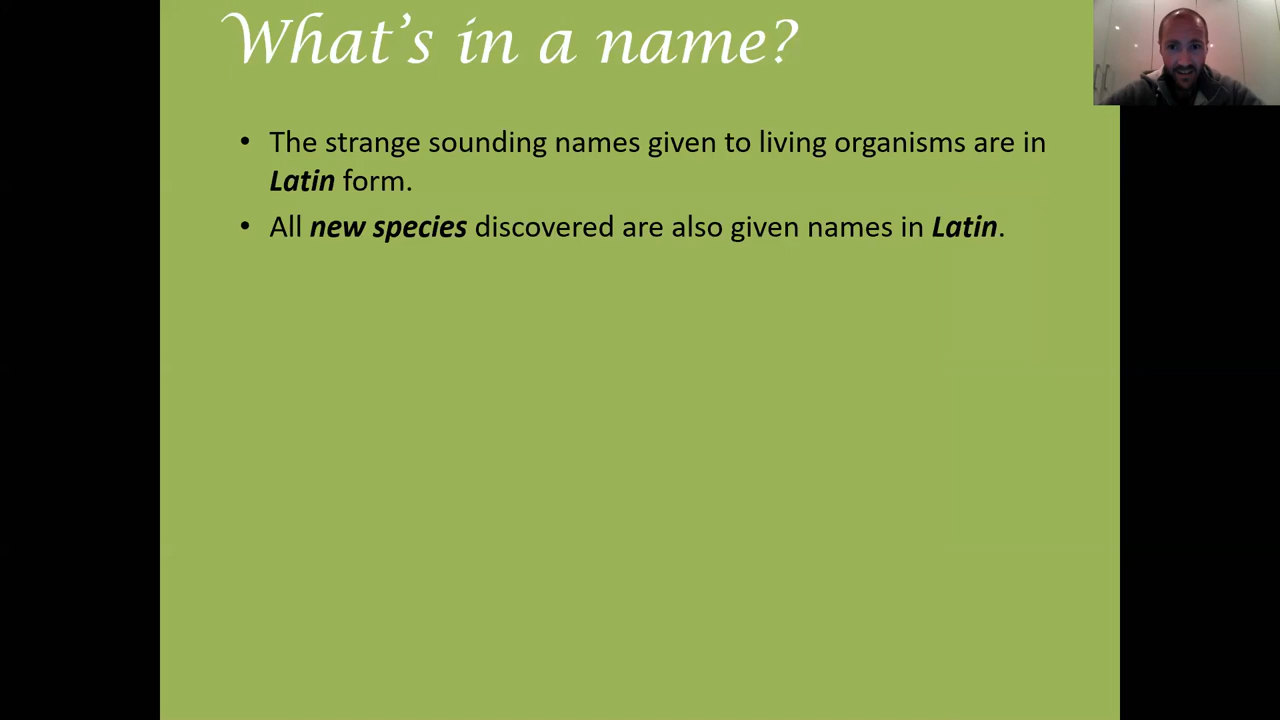 What's in a name?
• The strange sounding names given to living organisms are in
Latin form.
• All new species discovered are also given names in Latin.